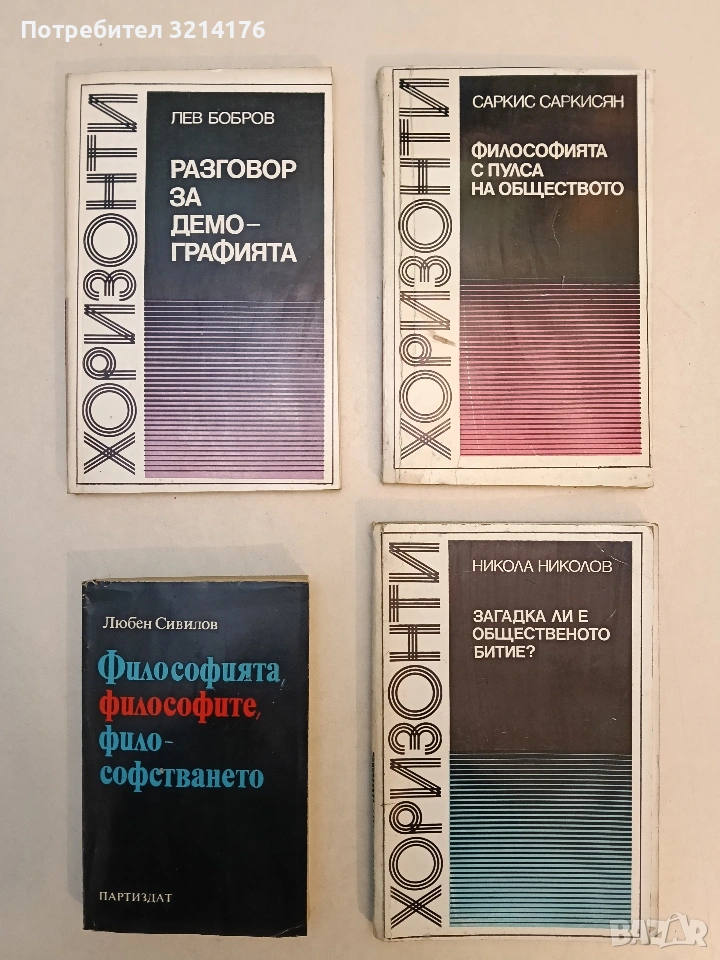 Потребител 3214176
ХОРИЗОНТИ
ЛЕВ БОБРОВ
РАЗГОВОР
ЗА
ДЕМО-
ГРАФИЯТА
ХОРИЗОНТИ
САРКИС САРКИСЯН
ФИЛОСОФИЯТА
С ПУЛСА
НА ОБЩЕСТВОТО
Любен Сивилов
Философията,
философите,
фило-
софстването
ПАРТИЗДАТ
ХОРИЗОНТИ
НИКОЛА НИКОЛОВ
ЗАГАДКА ЛИ Е
ОБЩЕСТВЕНОТО
БИТИЕ?
BAZAR